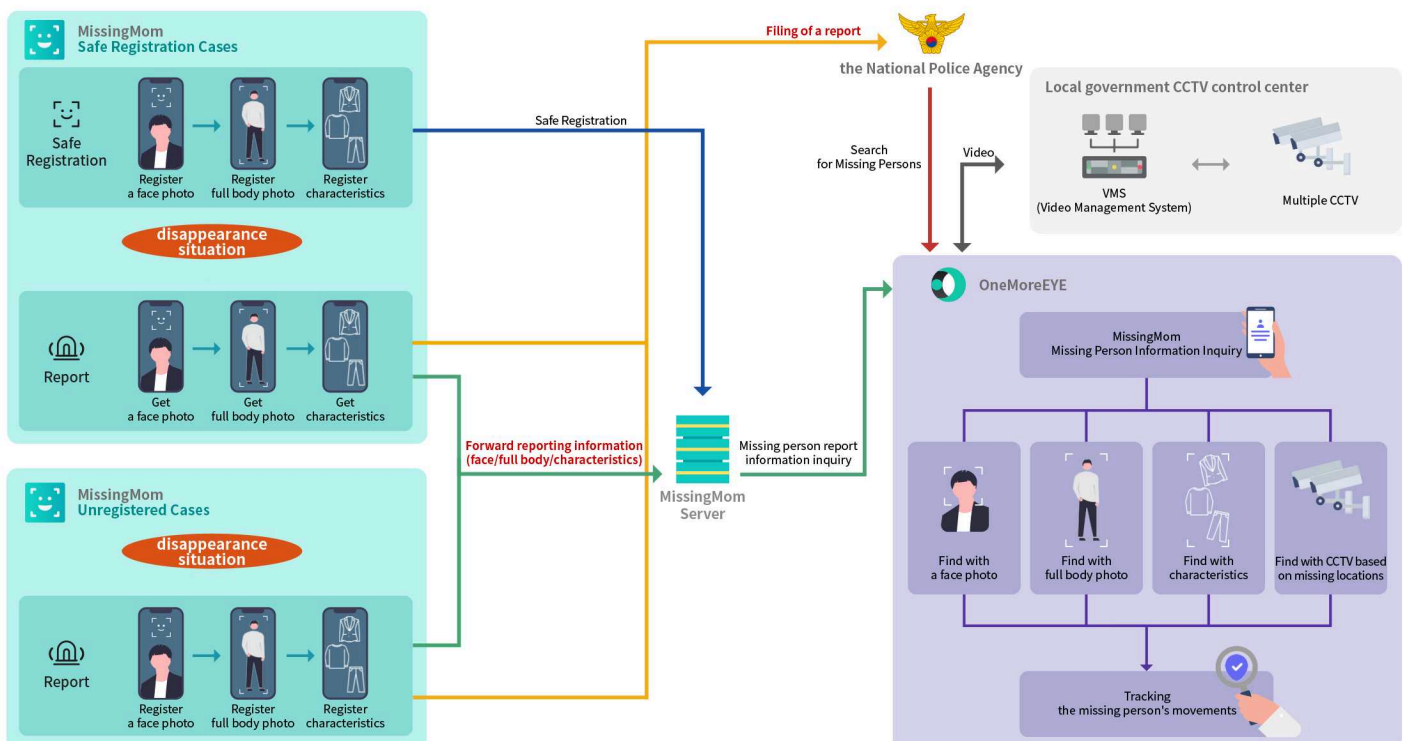 MissingMom
Safe Registration Cases
Safe
Registration
Register
a face photo
Register
full body photo
Register
characteristics
disappearance
situation
Report
Get
a face photo
Get
full body photo
Get
characteristics
MissingMom
Unregistered Cases
disappearance
situation
Report
Register
a face photo
Register
full body photo
Register
characteristics
Safe Registration
Forward reporting information
(face/full body/characteristics)
MissingMom
Server
Missing person report
information inquiry
Filing of a report
the National Police Agency
Search
for Missing Persons
Video
Local government CCTV control center
VMS
(Video Management System)
Multiple CCTV
OneMoreEYE
MissingMom
Missing Person Information Inquiry
Find with
a face photo
Find with
full body photo
Find with
characteristics
Find with CCTV based
on missing locations
Tracking
the missing person's movements